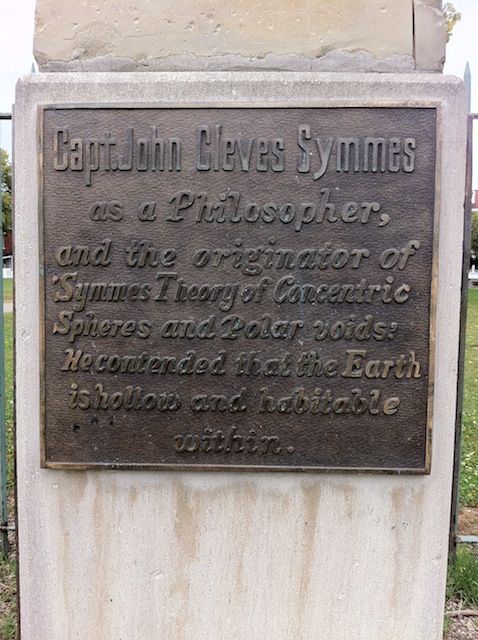 Capt. John Cleves Symmes
as a Philosopher,
and the originator of
'Symmes Theory of Concentric
Spheres and Polar voids:'
He contended that the Earth
is hollow and habitable
within.